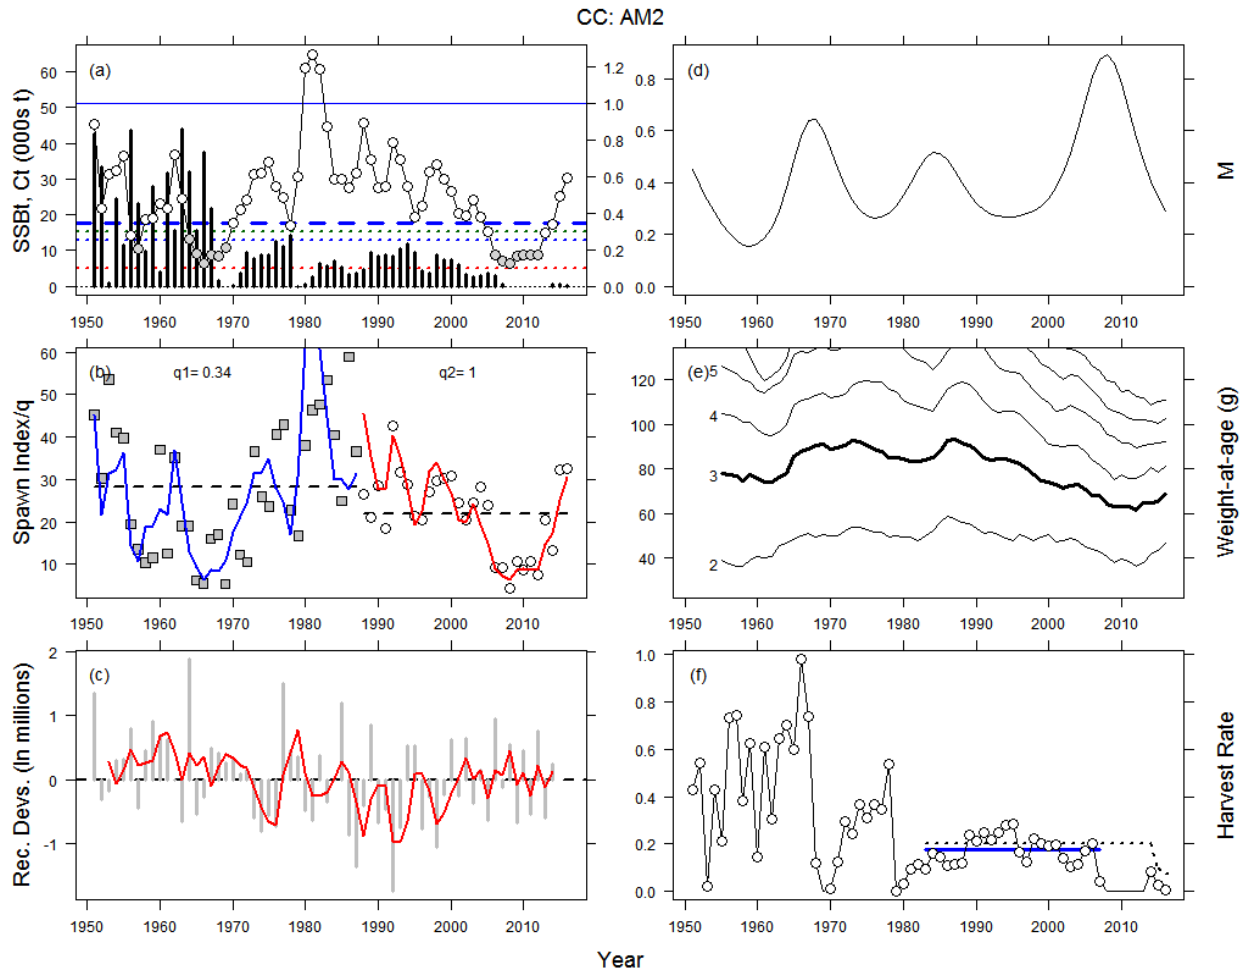 CC: AM2
(a)
SSBt, Ct (000s t)
60
50
40
30
20
10
0
1.2
1.0
0.8
0.6
0.4
0.2
0.0
1950 1960 1970 1980 1990 2000 2010
(d)
0.8
0.6
0.4
0.2
0.0
M
1950 1960 1970 1980 1990 2000 2010
(b) q1= 0.34 q2= 1
Spawn Index/q
60
50
40
30
20
10
1950 1960 1970 1980 1990 2000 2010
(e)
5
4
3
2
120
100
80
60
40
Weight-at-age (g)
1950 1960 1970 1980 1990 2000 2010
(c)
Rec. Devs. (ln millions)
2
1
0
-1
1950 1960 1970 1980 1990 2000 2010
(f)
1.0
0.8
0.6
0.4
0.2
0.0
Harvest Rate
1950 1960 1970 1980 1990 2000 2010
Year